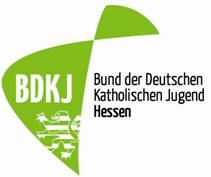 BDKJ
Bund der Deutschen
Katholischen Jugend
Hessen